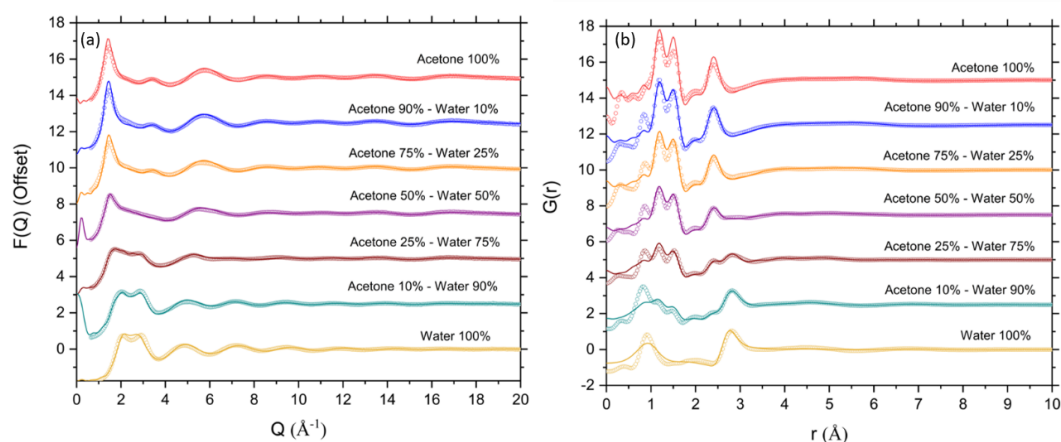 (a)
18
16
14
12
10
8
6
4
2
0
F(Q) (Offset)
Acetone 100%
Acetone 90% - Water 10%
Acetone 75% - Water 25%
Acetone 50% - Water 50%
Acetone 25% - Water 75%
Acetone 10% - Water 90%
Water 100%
0 2 4 6 8 10 12 14 16 18 20
Q (Å⁻¹)
(b)
18
16
14
12
10
8
6
4
2
0
-2
G(r)
Acetone 100%
Acetone 90% - Water 10%
Acetone 75% - Water 25%
Acetone 50% - Water 50%
Acetone 25% - Water 75%
Acetone 10% - Water 90%
Water 100%
0 1 2 3 4 5 6 7 8 9 10
r (Å)